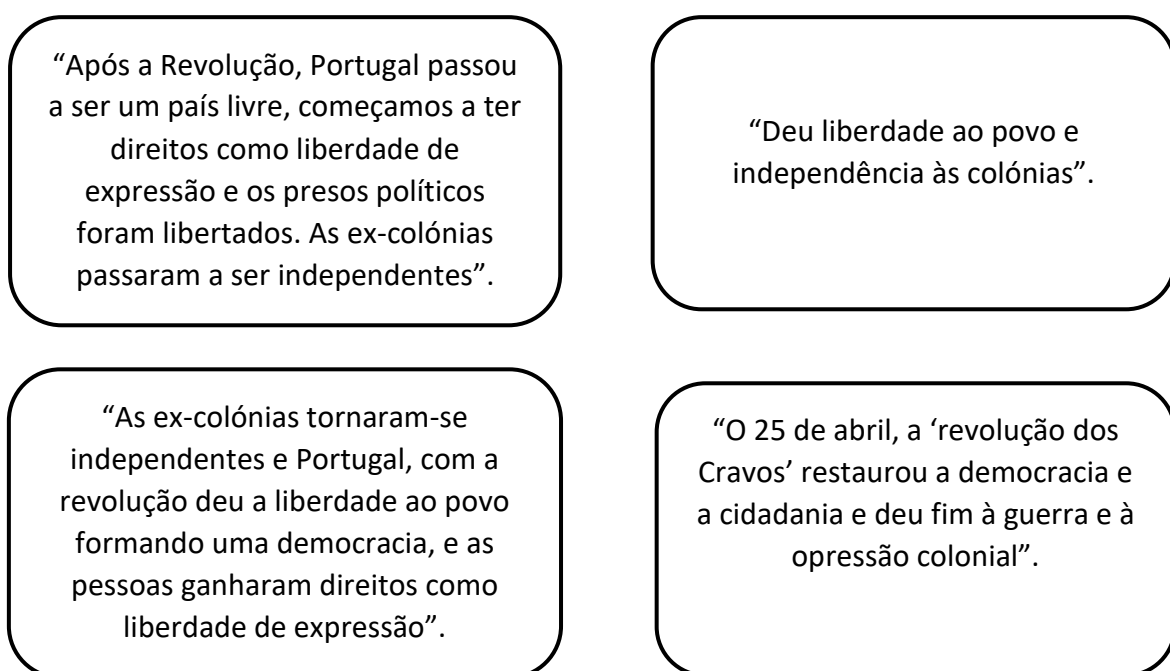 “Após a Revolução, Portugal passou
a ser um país livre, começamos a ter
direitos como liberdade de
expressão e os presos políticos
foram libertados. As ex-colónias
passaram a ser independentes”.
“Deu liberdade ao povo e
independência às colónias”.
“As ex-colónias tornaram-se
independentes e Portugal, com a
revolução deu a liberdade ao povo
formando uma democracia, e as
pessoas ganharam direitos como
liberdade de expressão”.
“O 25 de abril, a ‘revolução dos
Cravos’ restaurou a democracia e
a cidadania e deu fim à guerra e à
opressão colonial”.